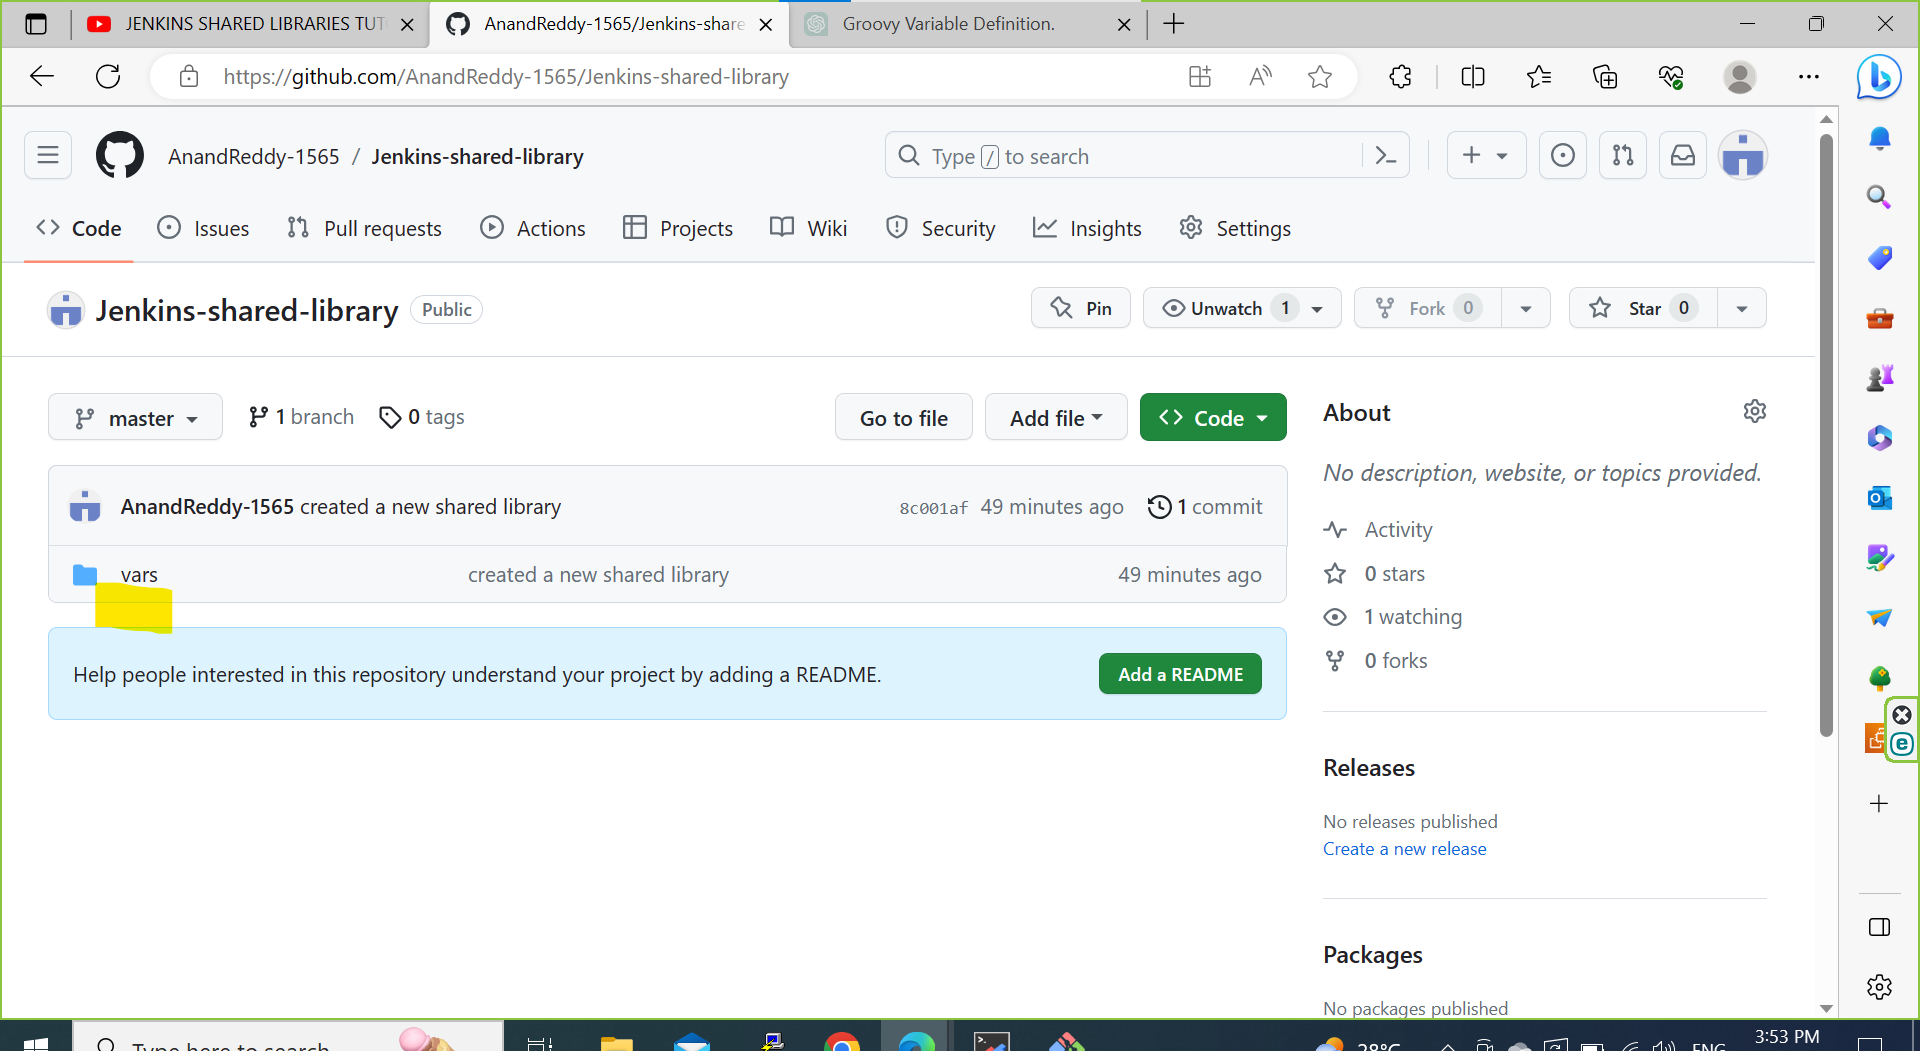 JENKINS SHARED LIBRARIES TUT
AnandReddy-1565/Jenkins-share
Groovy Variable Definition.
https://github.com/AnandReddy-1565/Jenkins-shared-library
AnandReddy-1565 / Jenkins-shared-library
Type / to search
Code
Issues
Pull requests
Actions
Projects
Wiki
Security
Insights
Settings
Jenkins-shared-library Public
Pin
Unwatch 1
Fork 0
Star 0
master
1 branch
0 tags
Go to file
Add file
Code
AnandReddy-1565 created a new shared library
8c001af 49 minutes ago
1 commit
vars
created a new shared library
49 minutes ago
Help people interested in this repository understand your project by adding a README.
Add a README
About
No description, website, or topics provided.
Activity
0 stars
1 watching
0 forks
Releases
No releases published
Create a new release
Packages
No packages published
Type here to search
28°C
ENG
3:53 PM